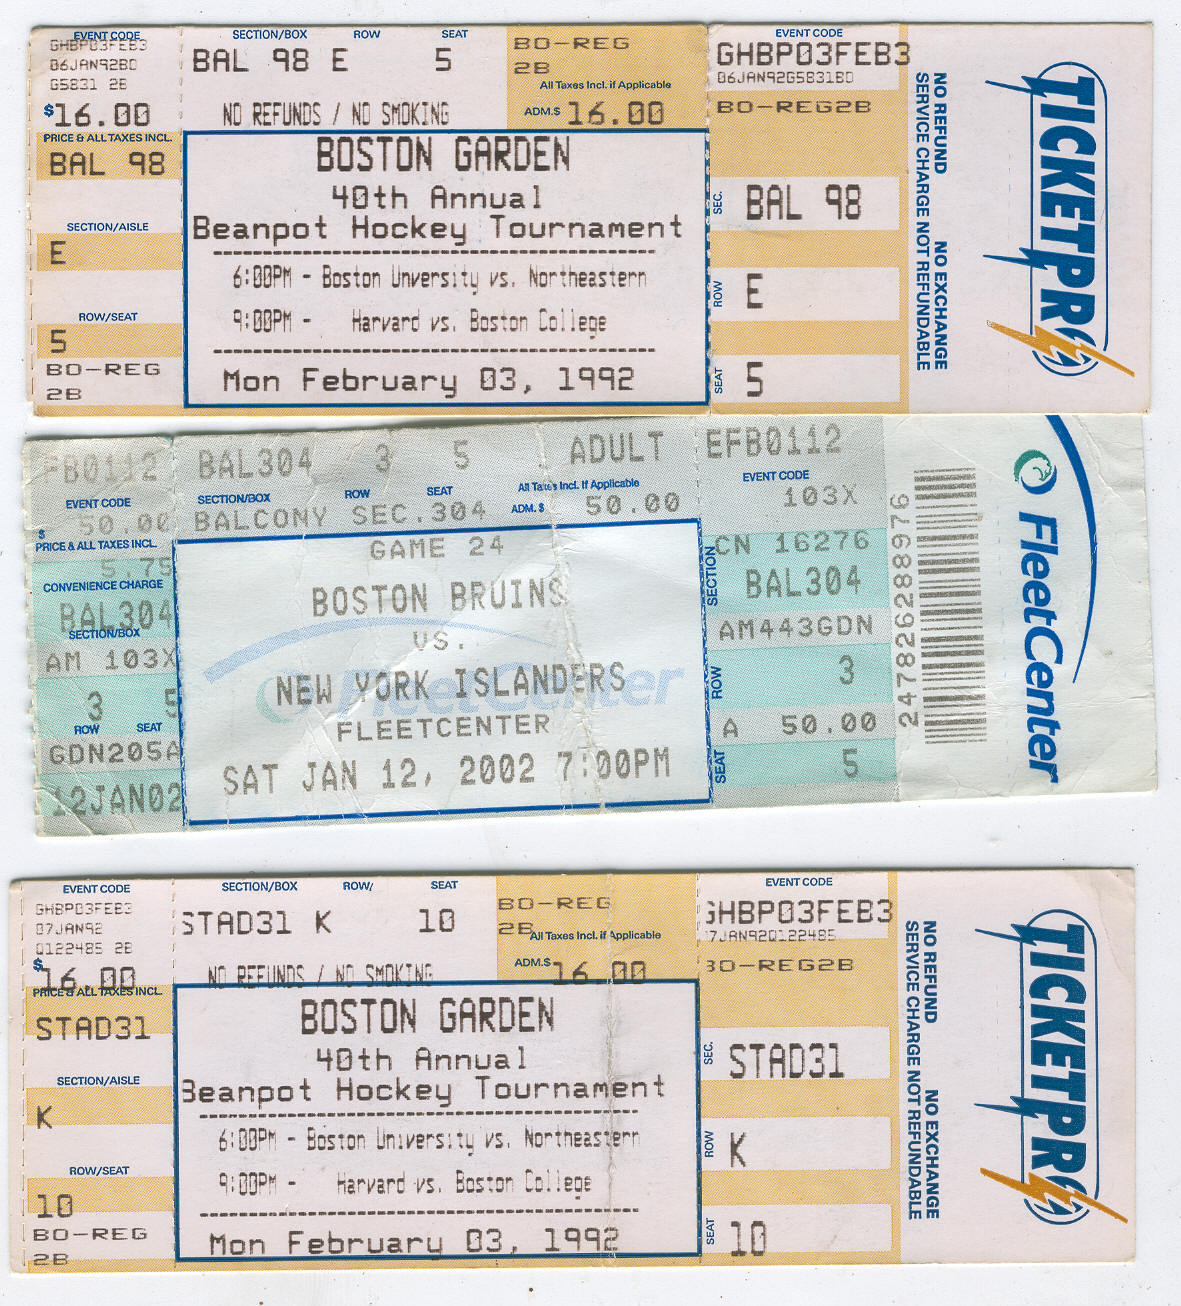 EVENT CODE
GHBP03FEB3
06JAN92BO
G5831 2B
$16.00
PRICE & ALL TAXES INCL.
BAL 98
SECTION/AISLE
E
ROW/SEAT
5
BO-REG
2B
SECTION/BOX ROW SEAT
BAL 98 E 5
NO REFUNDS / NO SMOKING
BO-REG
2B
All Taxes Incl. if Applicable
ADM.$ 16.00
BOSTON GARDEN
40th Annual
Beanpot Hockey Tournament
6:00PM - Boston Unversity vs. Northeastern
9:00PM - Harvard vs. Boston College
Mon February 03, 1992
EVENT CODE
GHBP03FEB3
06JAN92G5831BO
BO-REG2B
SEC. BAL 98
ROW E
SEAT 5
NO REFUND NO EXCHANGE
SERVICE CHARGE NOT REFUNDABLE
TICKETPRO
FB0112
EVENT CODE
$ 50.00
PRICE & ALL TAXES INCL.
5.75
CONVENIENCE CHARGE
BAL304
SECTION/BOX
AM 103X
3 5
ROW SEAT
GDN205A
12JAN02
BAL304 3 5 ADULT
SECTION/BOX ROW SEAT
All Taxes Incl. If Applicable
ADM. $ 50.00
BALCONY SEC.304
GAME 24
BOSTON BRUINS
VS.
FleetCenter
NEW YORK ISLANDERS
FLEETCENTER
SAT JAN 12, 2002 7:00PM
EFB0112
EVENT CODE
103X
CN 16276
SECTION BAL304
AM443GDN
ROW 3
A 50.00
SEAT 5
247826288976
FleetCenter
EVENT CODE
GHBP03FEB3
07JAN92
Q122485 2B
$16.00
PRICE & ALL TAXES INCL.
STAD31
SECTION/AISLE
K
ROW/SEAT
10
BO-REG
2B
SECTION/BOX ROW/ SEAT
STAD31 K 10
NO REFUNDS / NO SMOKING
BO-REG
2B
All Taxes Incl. if Applicable
ADM.$ 16.00
BOSTON GARDEN
40th Annual
Beanpot Hockey Tournament
6:00PM - Boston University vs. Northeastern
9:00PM - Harvard vs. Boston College
Mon February 03, 1992
EVENT CODE
GHBP03FEB3
7JAN92Q122485
BO-REG2B
SEC. STAD31
ROW K
SEAT 10
NO REFUND NO EXCHANGE
SERVICE CHARGE NOT REFUNDABLE
TICKETPRO